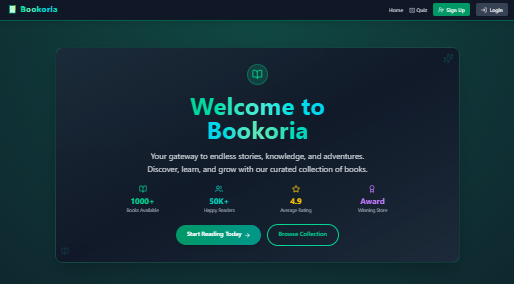 Bookoria
Home
Quiz
Sign Up
Login
Welcome to
Bookoria
Your gateway to endless stories, knowledge, and adventures.
Discover, learn, and grow with our curated collection of books.
1000+
Books Available
50K+
Happy Readers
4.9
Average Rating
Award
Winning Store
Start Reading Today →
Browse Collection